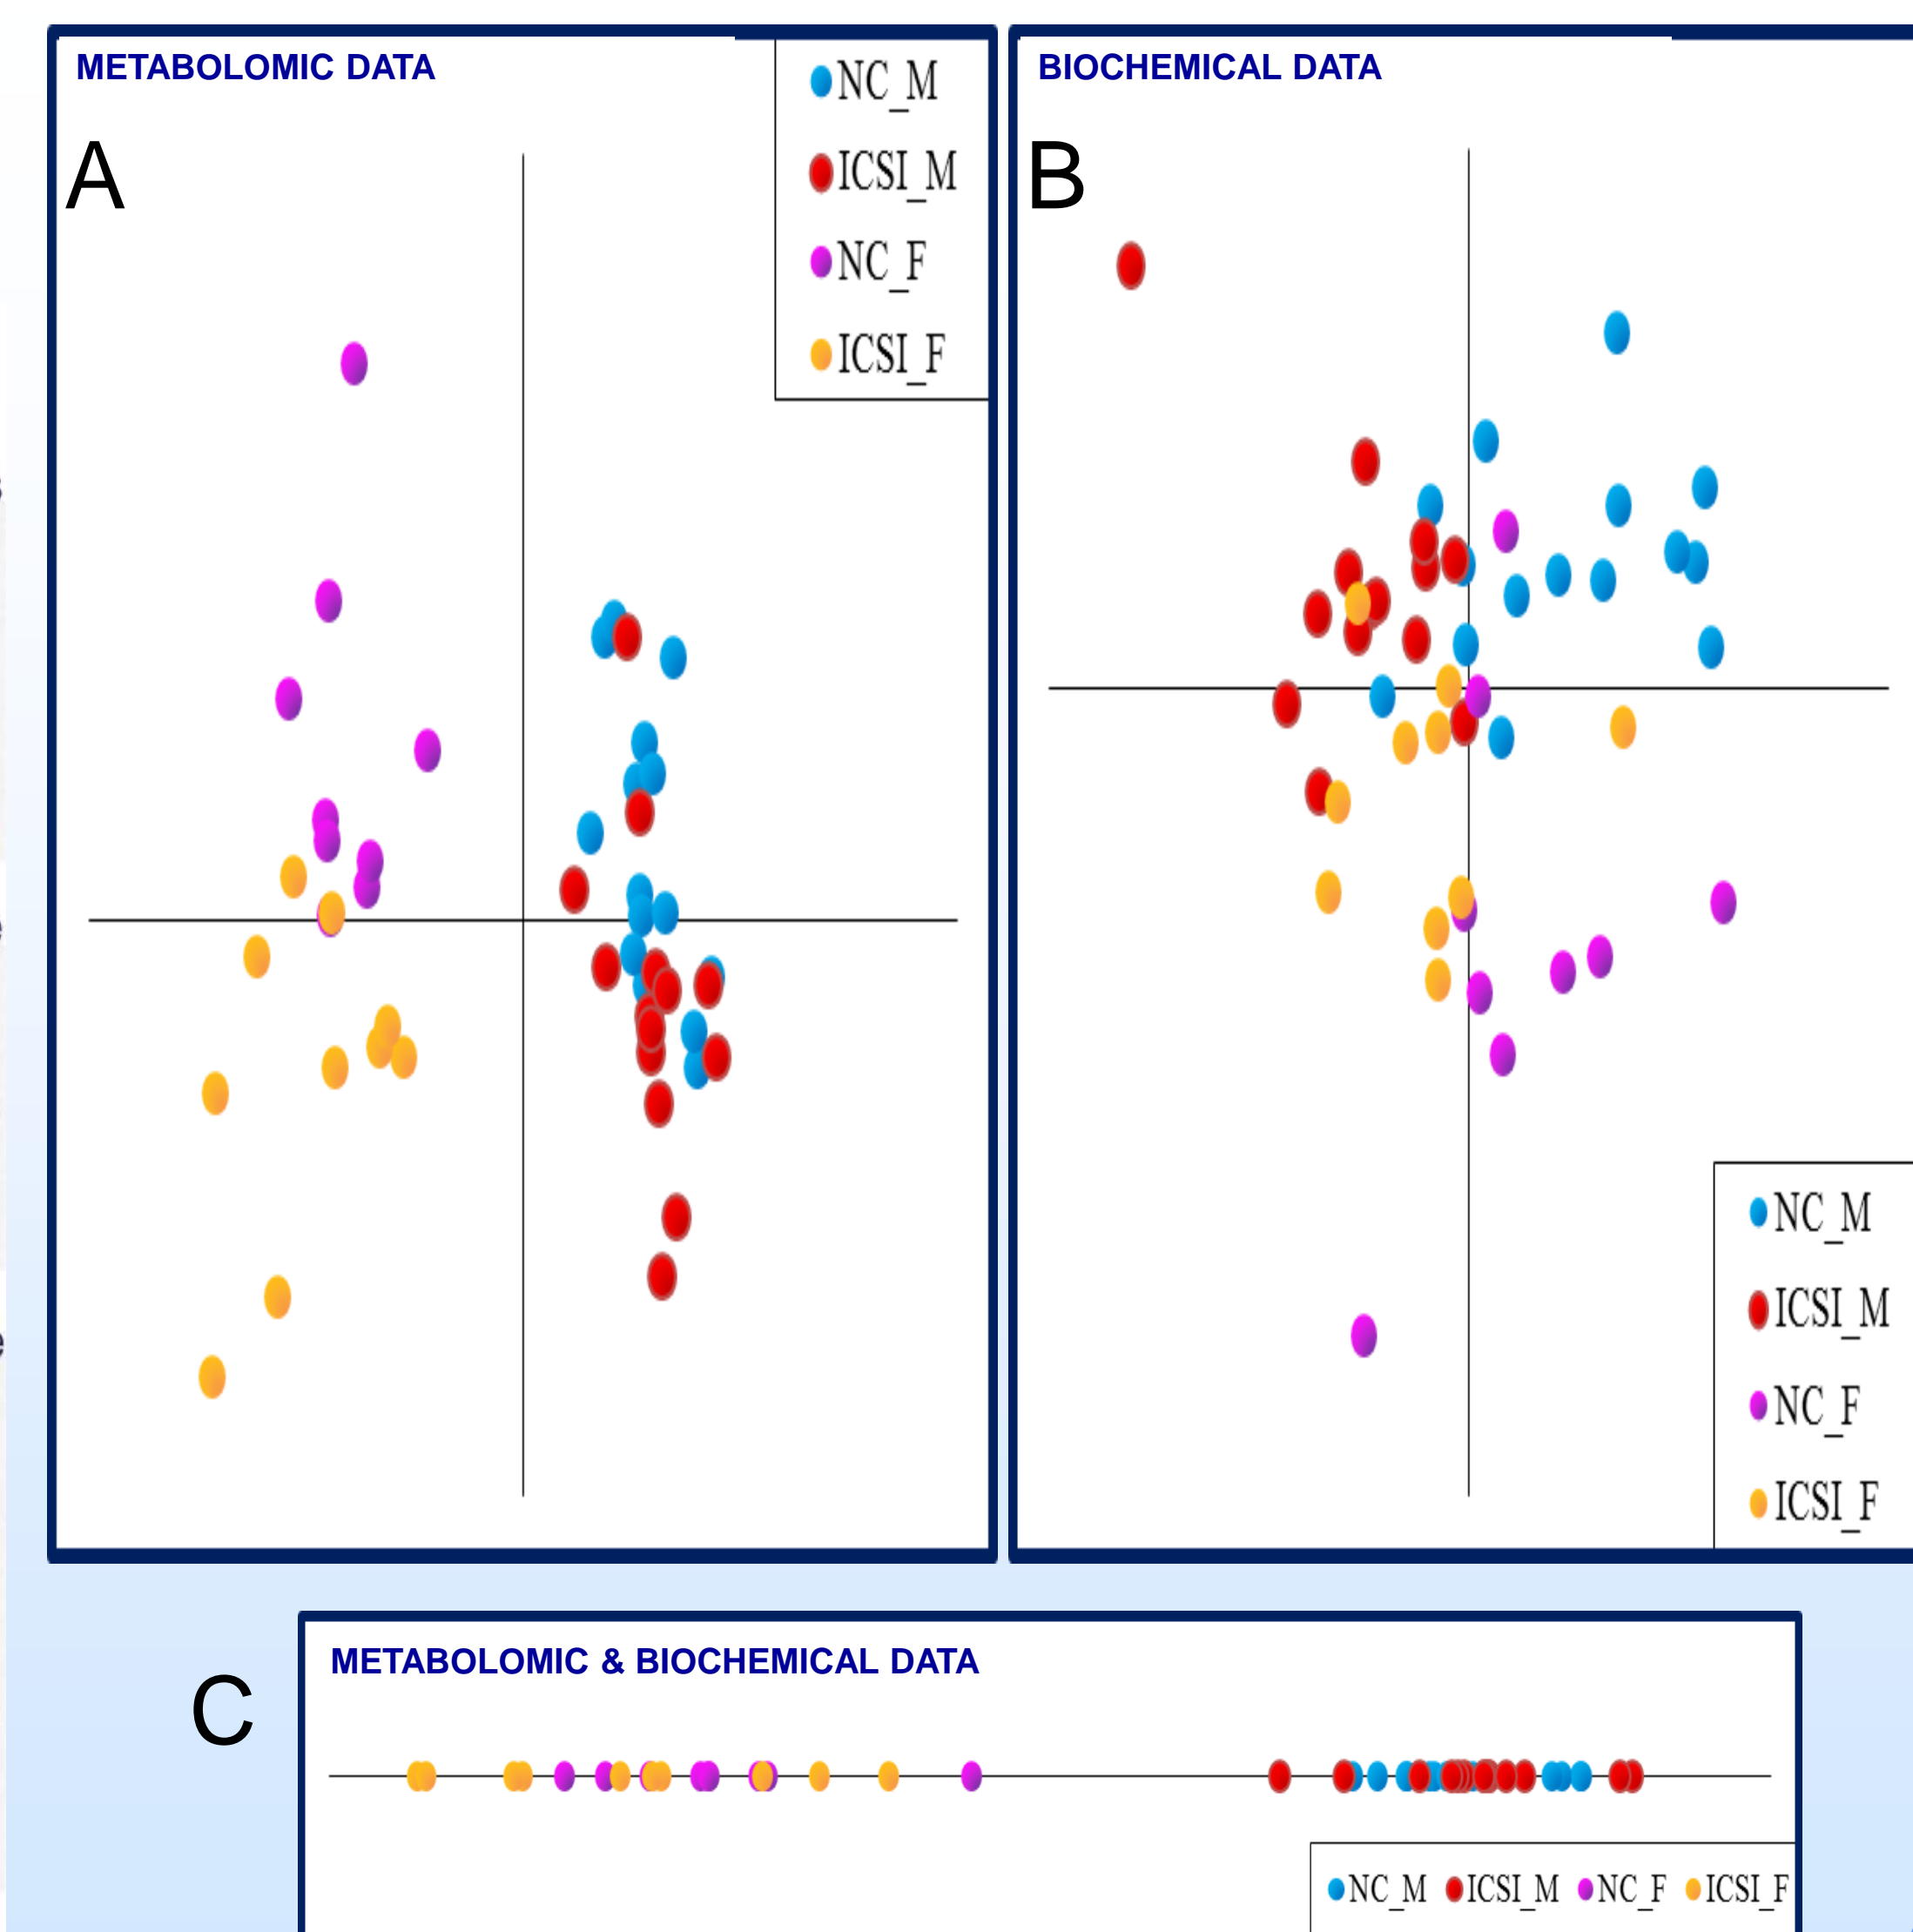 METABOLOMIC DATA
A
NC_M
ICSI_M
NC_F
ICSI_F
BIOCHEMICAL DATA
B
NC_M
ICSI_M
NC_F
ICSI_F
METABOLOMIC & BIOCHEMICAL DATA
C
NC_M ICSI_M NC_F ICSI_F